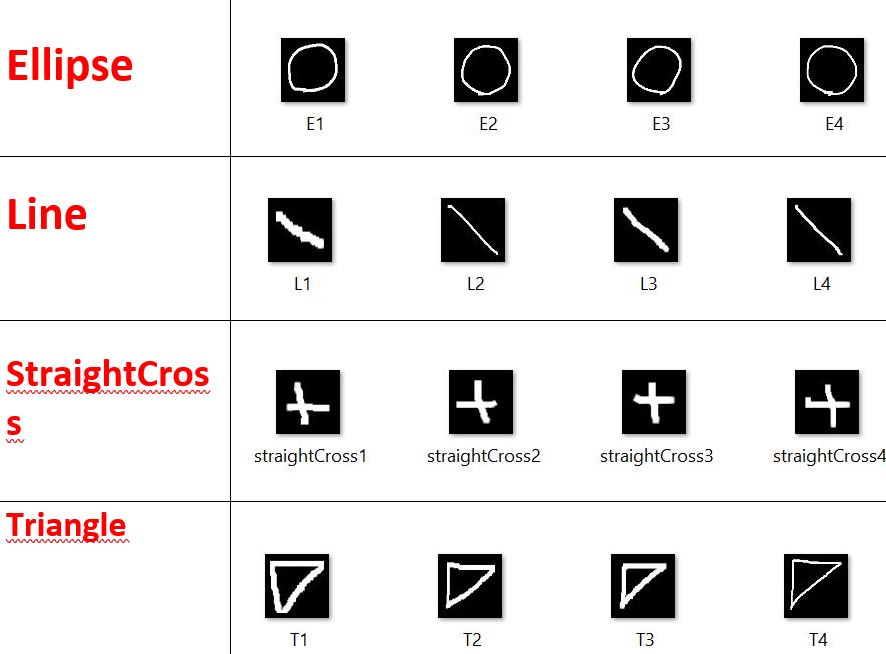 Ellipse
E1 E2 E3 E4
Line
L1 L2 L3 L4
StraightCros
s
straightCross1 straightCross2 straightCross3 straightCross4
Triangle
T1 T2 T3 T4